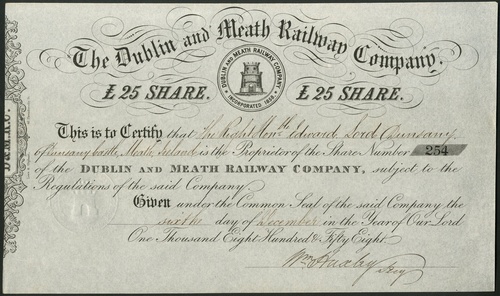 The Dublin and Meath Railway Company.
DUBLIN AND MEATH RAILWAY COMPANY
INCORPORATED 1858
£25 SHARE. £25 SHARE.
This is to Certify that The Right Honble Edward Lord Dunsany
of Dunsany Castle, Meath, Ireland is the Proprietor of the Share Number 254
of the DUBLIN AND MEATH RAILWAY COMPANY, subject to the
Regulations of the said Company.
Given under the Common Seal of the said Company the
sixth day of December in the Year of Our Lord
One Thousand Eight Hundred & Fifty Eight
Secy
D & M. R. C.